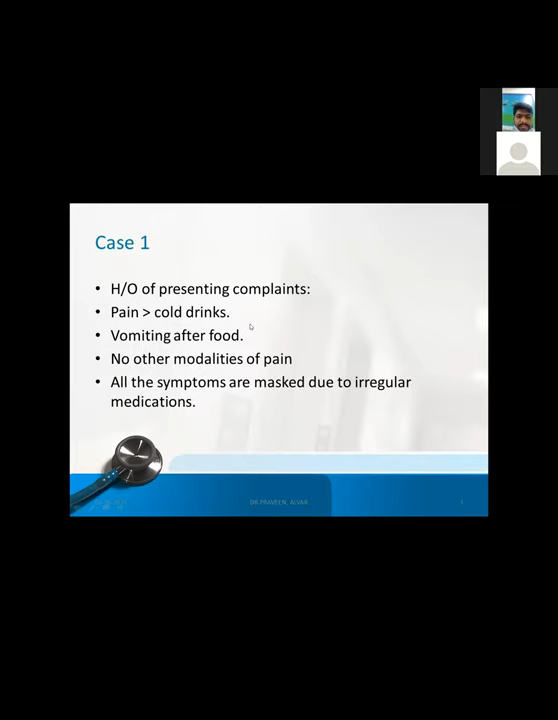 Case 1
• H/O of presenting complaints:
• Pain > cold drinks.
• Vomiting after food.
• No other modalities of pain
• All the symptoms are masked due to irregular
medications.
DR.PRAVEEN, ALVAR